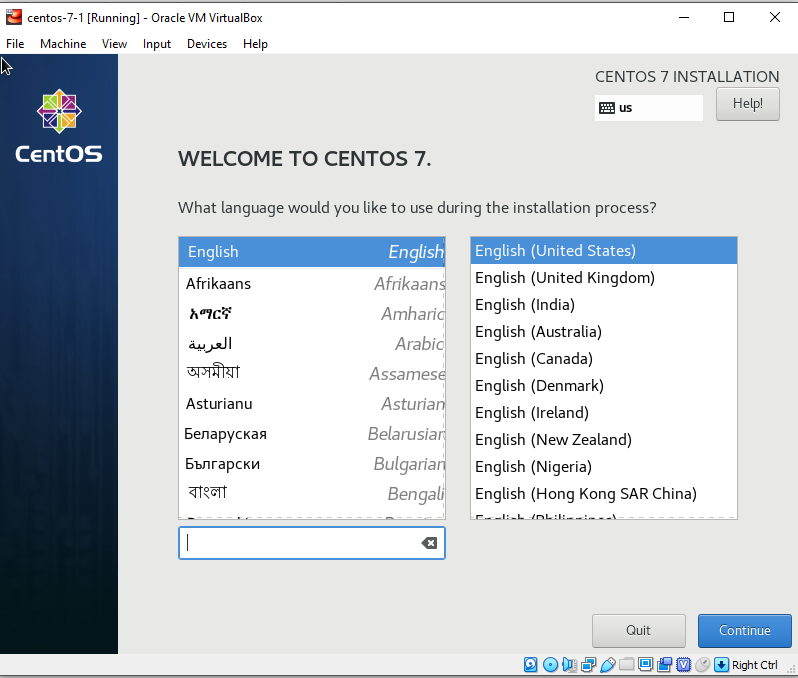 centos-7-1 [Running] - Oracle VM VirtualBox
File Machine View Input Devices Help
CentOS
CENTOS 7 INSTALLATION
us
Help!
WELCOME TO CENTOS 7.
What language would you like to use during the installation process?
English English
Afrikaans Afrikaans
አማርኛ Amharic
العربية Arabic
অসমীয়া Assamese
Asturianu Asturian
Беларуская Belarusian
Български Bulgarian
বাংলা Bengali
English (United States)
English (United Kingdom)
English (India)
English (Australia)
English (Canada)
English (Denmark)
English (Ireland)
English (New Zealand)
English (Nigeria)
English (Hong Kong SAR China)
English (Philippines)
Quit
Continue
Right Ctrl